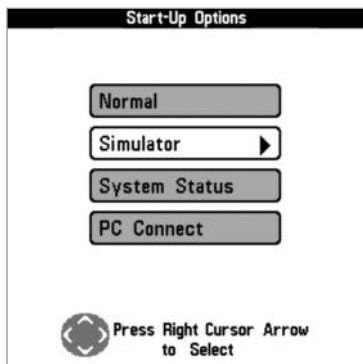 Start-Up Options
Normal
Simulator
System Status
PC Connect
Press Right Cursor Arrow
to Select